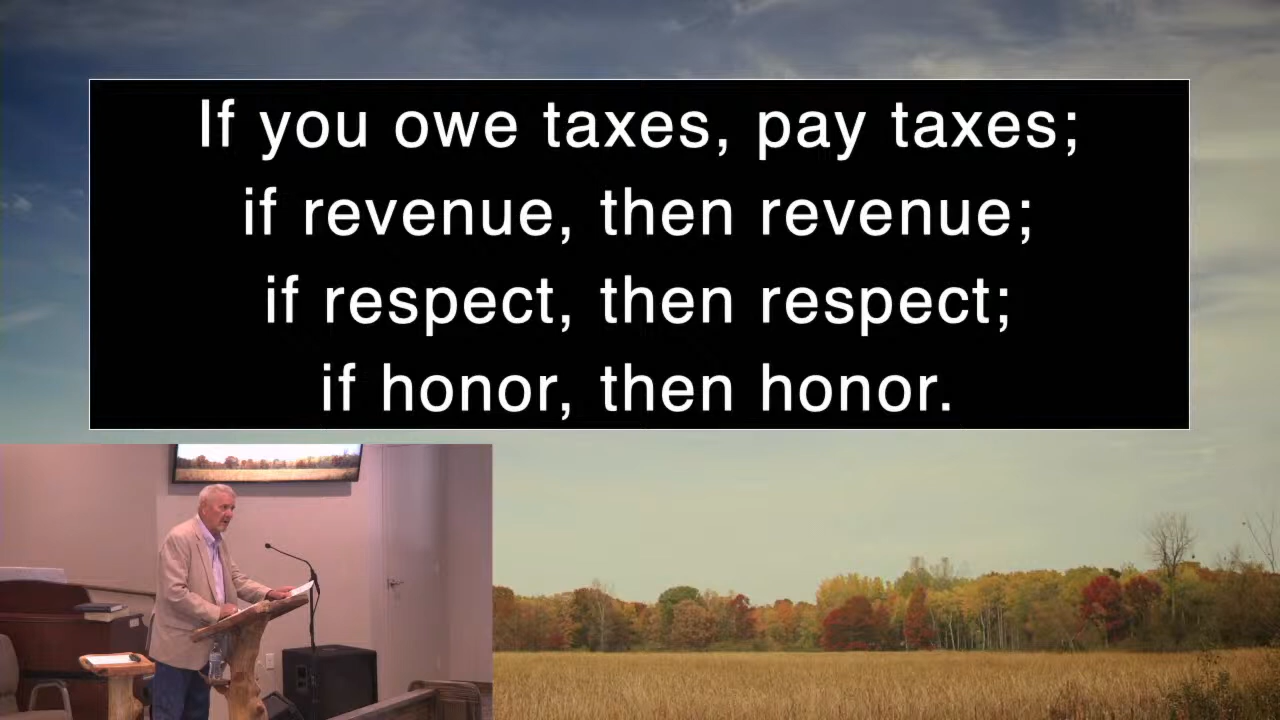 If you owe taxes, pay taxes;
if revenue, then revenue;
if respect, then respect;
if honor, then honor.